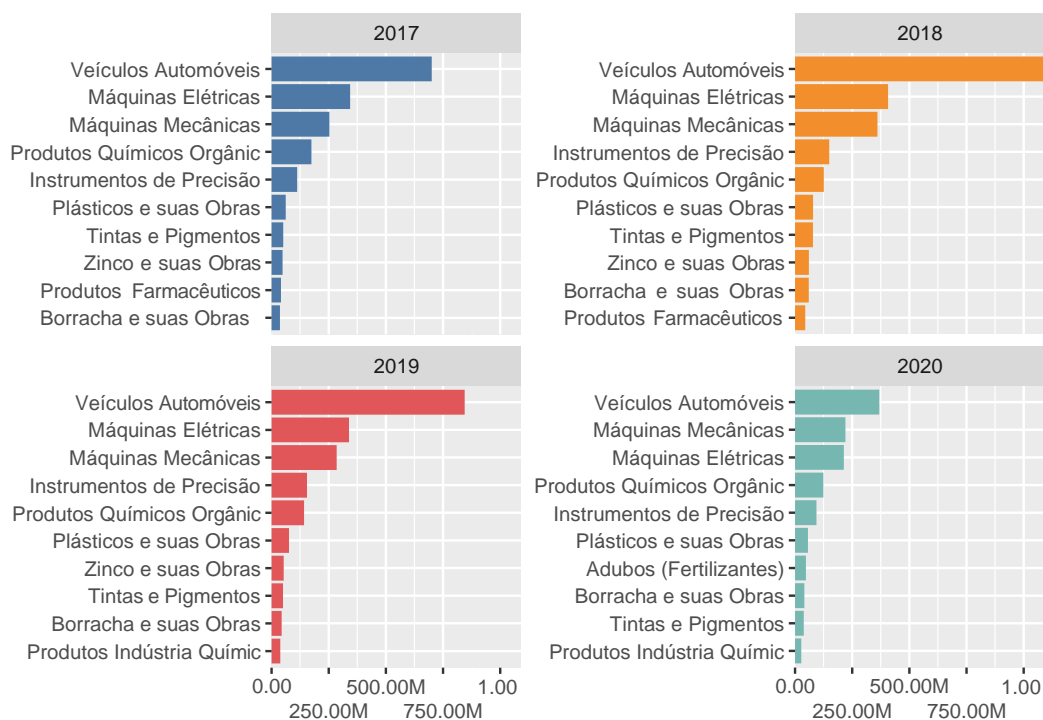 2017
Veículos Automóveis
Máquinas Elétricas
Máquinas Mecânicas
Produtos Químicos Orgânic
Instrumentos de Precisão
Plásticos e suas Obras
Tintas e Pigmentos
Zinco e suas Obras
Produtos Farmacêuticos
Borracha e suas Obras
2018
Veículos Automóveis
Máquinas Elétricas
Máquinas Mecânicas
Instrumentos de Precisão
Produtos Químicos Orgânic
Plásticos e suas Obras
Tintas e Pigmentos
Zinco e suas Obras
Borracha e suas Obras
Produtos Farmacêuticos
2019
Veículos Automóveis
Máquinas Elétricas
Máquinas Mecânicas
Instrumentos de Precisão
Produtos Químicos Orgânic
Plásticos e suas Obras
Zinco e suas Obras
Tintas e Pigmentos
Borracha e suas Obras
Produtos Indústria Químic
0.00 500.00M 1.00
250.00M 750.00M
2020
Veículos Automóveis
Máquinas Mecânicas
Máquinas Elétricas
Produtos Químicos Orgânic
Instrumentos de Precisão
Plásticos e suas Obras
Adubos (Fertilizantes)
Borracha e suas Obras
Tintas e Pigmentos
Produtos Indústria Químic
0.00 500.00M 1.00
250.00M 750.00M